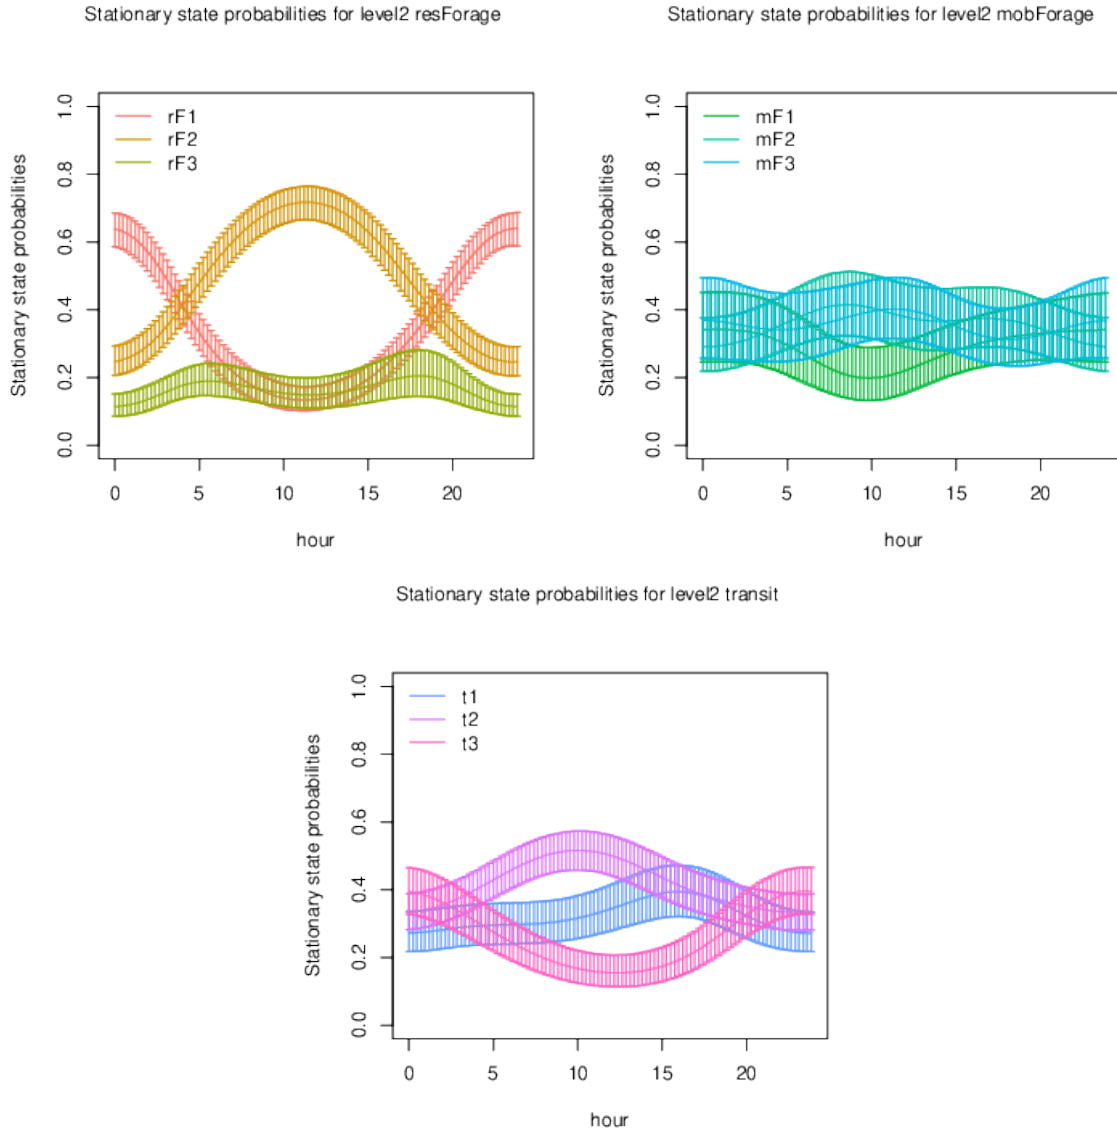 Stationary state probabilities for level2 resForage
Stationary state probabilities
1.0
0.8
0.6
0.4
0.2
0.0
rF1
rF2
rF3
0 5 10 15 20
hour
Stationary state probabilities for level2 mobForage
Stationary state probabilities
1.0
0.8
0.6
0.4
0.2
0.0
mF1
mF2
mF3
0 5 10 15 20
hour
Stationary state probabilities for level2 transit
Stationary state probabilities
1.0
0.8
0.6
0.4
0.2
0.0
t1
t2
t3
0 5 10 15 20
hour